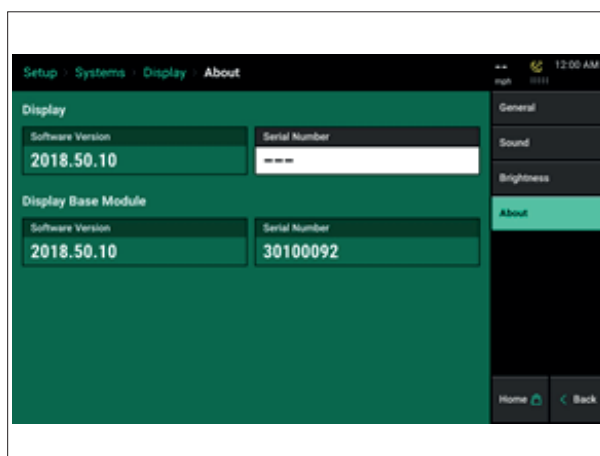 Setup > Systems > Display > About
-- mph
12:00 AM
Display
Software Version
2018.50.10
Serial Number
---
Display Base Module
Software Version
2018.50.10
Serial Number
30100092
General
Sound
Brightness
About
Home
< Back